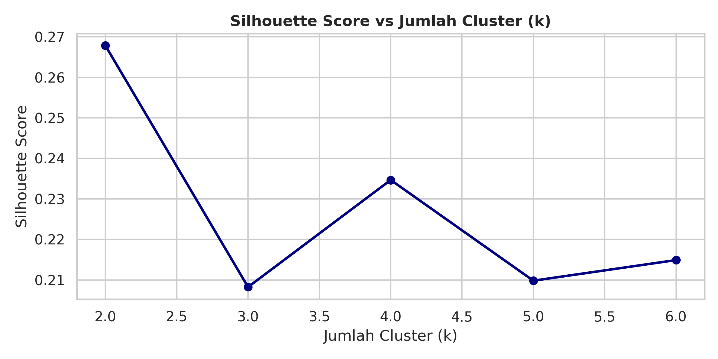 Silhouette Score vs Jumlah Cluster (k)
0.27
0.26
0.25
0.24
0.23
0.22
0.21
Silhouette Score
2.0 2.5 3.0 3.5 4.0 4.5 5.0 5.5 6.0
Jumlah Cluster (k)